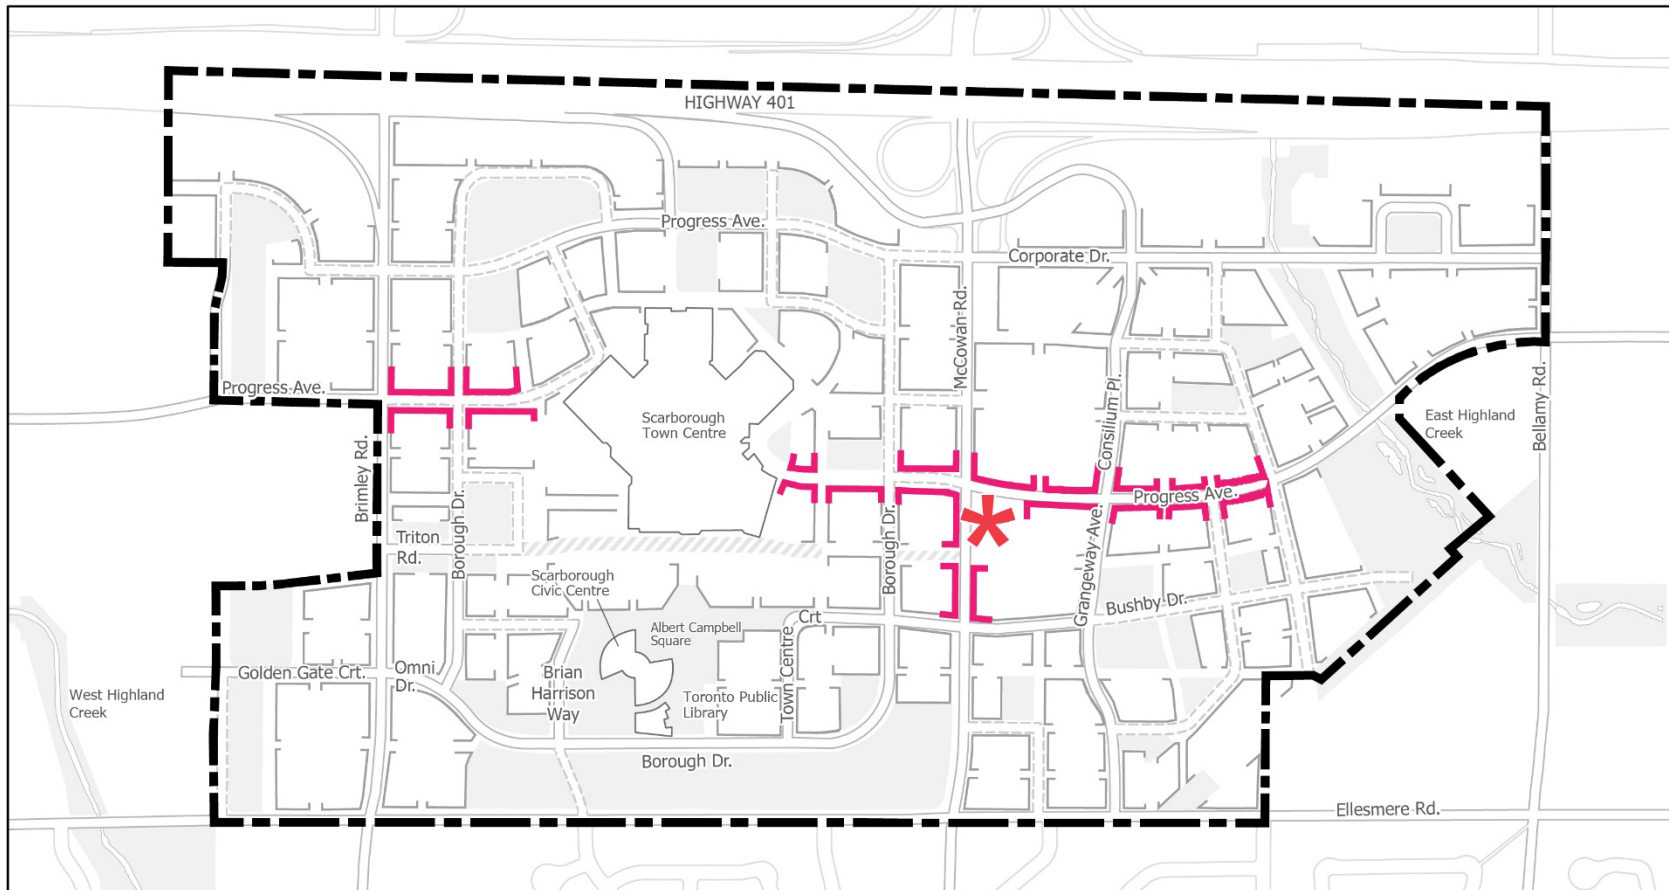 HIGHWAY 401
Progress Ave.
Corporate Dr.
McCowan Rd.
Progress Ave.
Consilium Pl.
Bellamy Rd.
East Highland
Creek
Scarborough
Town Centre
Brimley Rd.
Borough Dr.
Progress Ave.
Triton
Rd.
Borough Dr.
Grangeway Ave.
Scarborough
Civic Centre
Bushby Dr.
Crt
Town Centre
Albert Campbell
Square
Golden Gate Crt.
Omni
Dr.
Brian
Harrison
Way
Toronto Public
Library
West Highland
Creek
Borough Dr.
Ellesmere Rd.